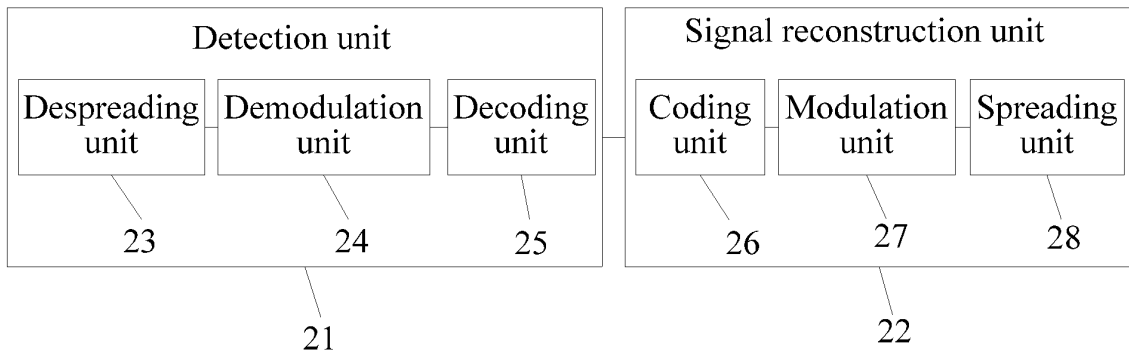 Detection unit
Despreading
unit
Demodulation
unit
Decoding
unit
23
24
25
21
Signal reconstruction unit
Coding
unit
Modulation
unit
Spreading
unit
26
27
28
22